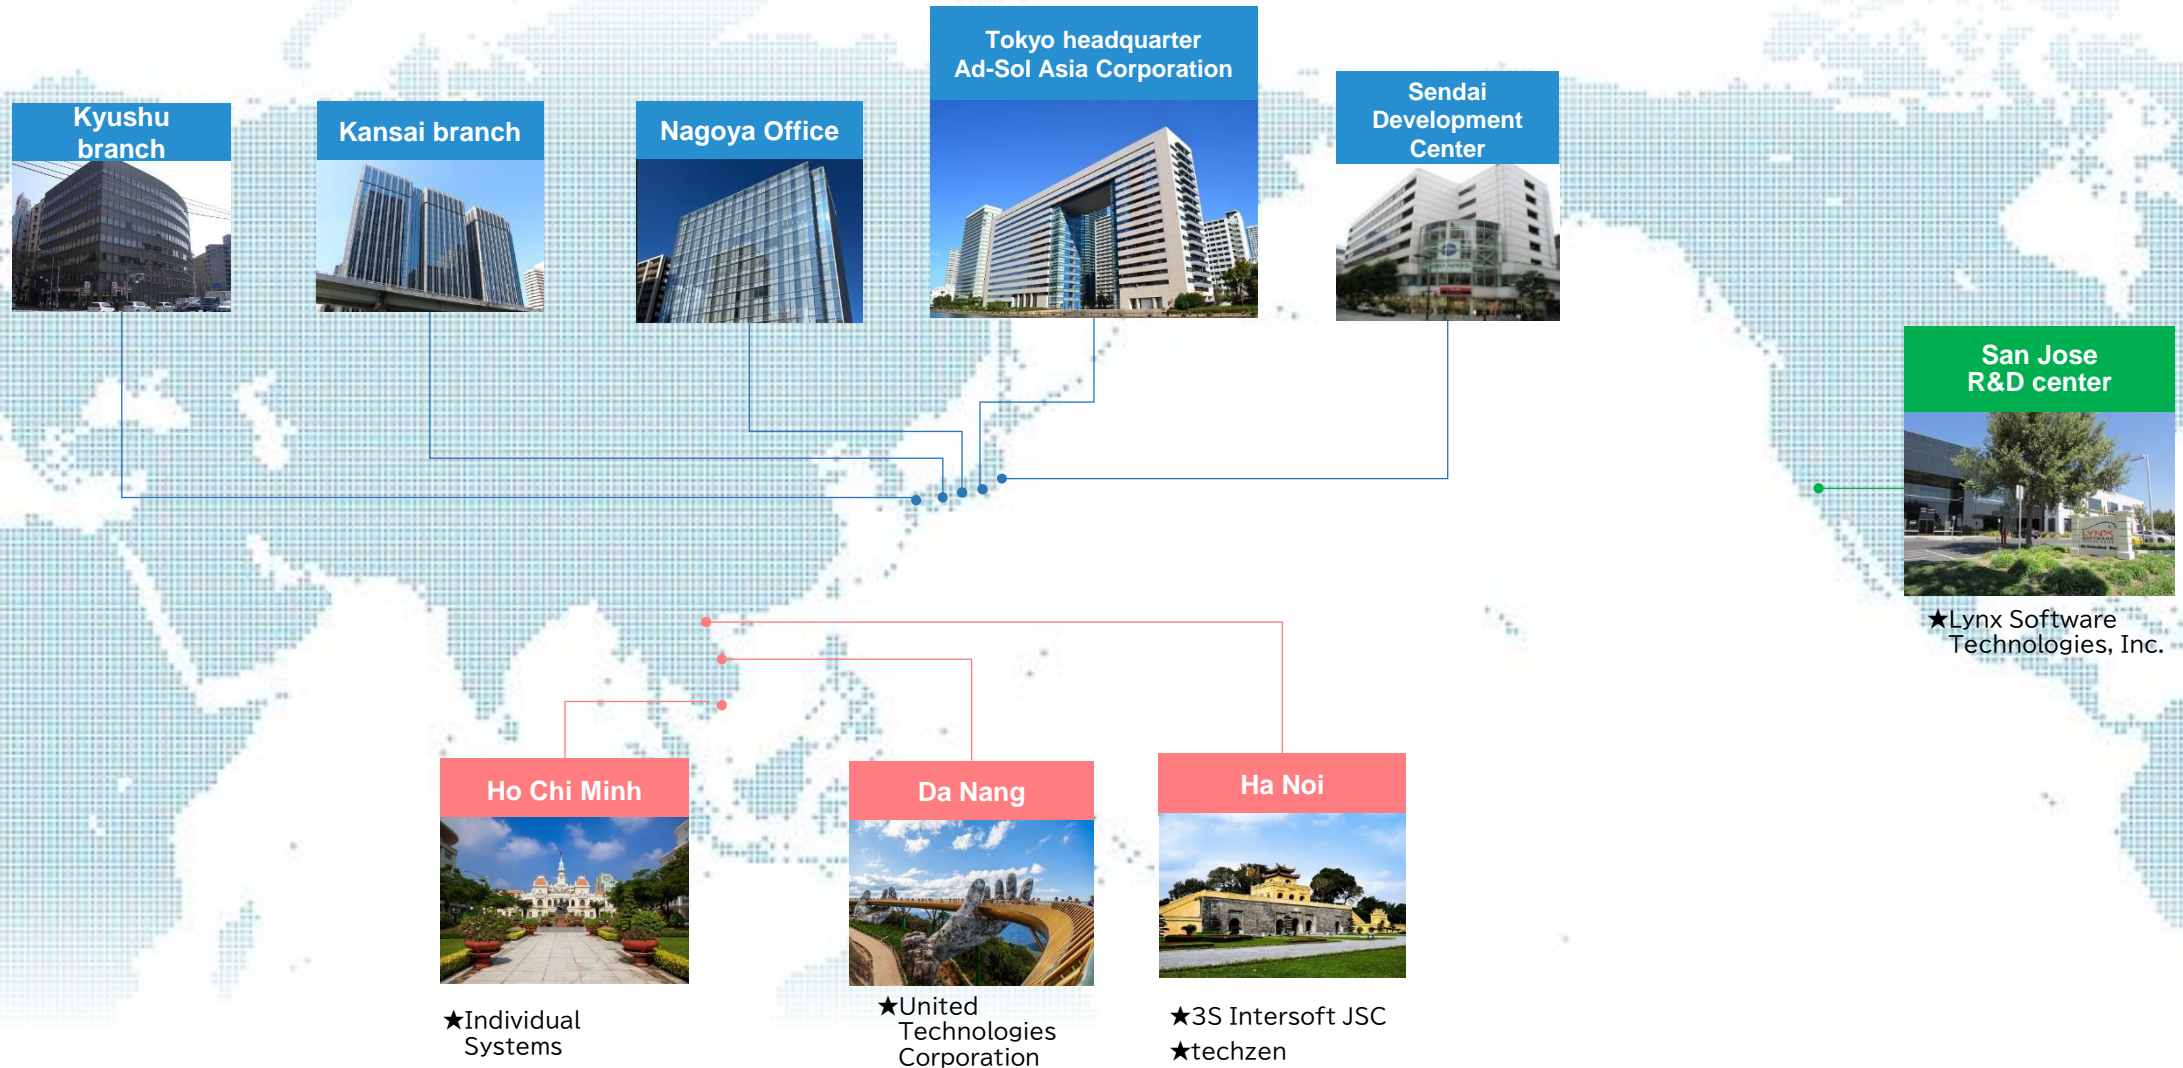 Tokyo headquarter
Ad-Sol Asia Corporation
Kyushu
branch
Kansai branch
Nagoya Office
Sendai
Development
Center
San Jose
R&D center
LYNX
SOFTWARE
★Lynx Software
Technologies, Inc.
Ho Chi Minh
Da Nang
Ha Noi
★Individual
Systems
★United
Technologies
Corporation
★3S Intersoft JSC
★techzen